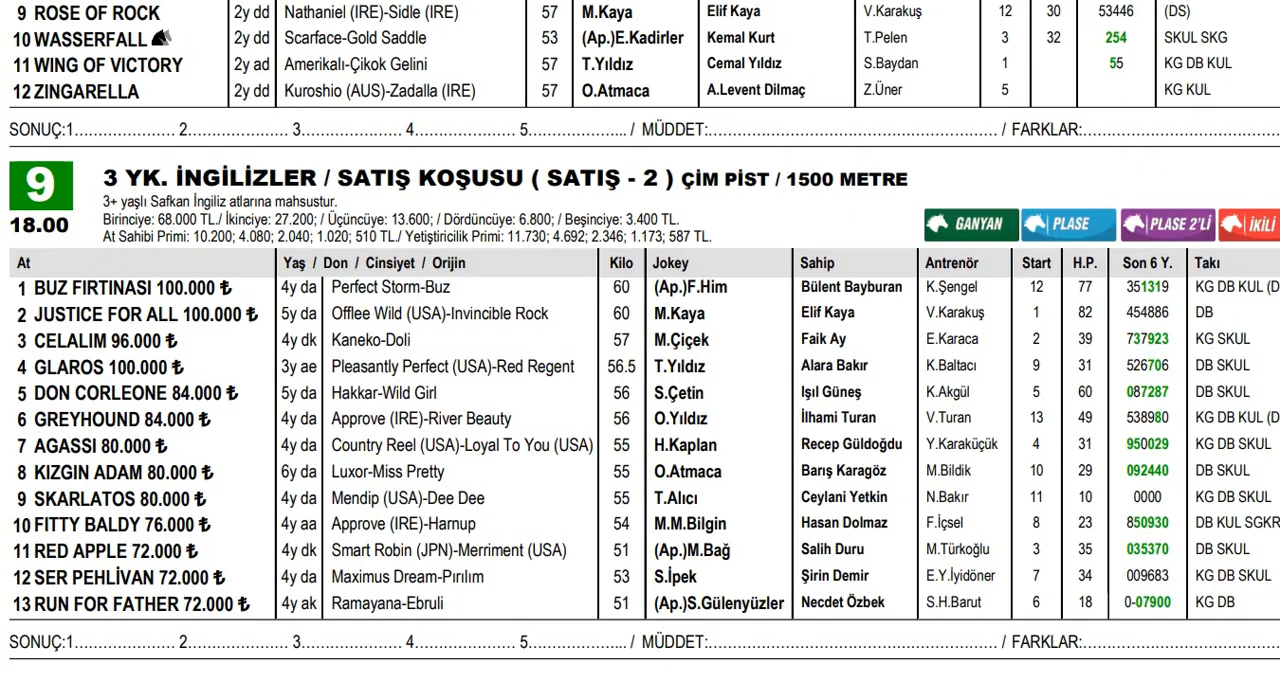 9 ROSE OF ROCK 2y dd Nathaniel (IRE)-Sidle (IRE) 57 M.Kaya Elif Kaya V.Karakuş 12 30 53446 (DS)
10 WASSERFALL 2y dd Scarface-Gold Saddle 53 (Ap.)E.Kadirler Kemal Kurt T.Pelen 3 32 254 SKUL SKG
11 WING OF VICTORY 2y ad Amerikalı-Çikok Gelini 57 T.Yıldız Cemal Yıldız S.Baydan 1 55 KG DB KUL
12 ZINGARELLA 2y dd Kuroshio (AUS)-Zadalla (IRE) 57 O.Atmaca A.Levent Dilmaç Z.Üner 5 KG KUL
SONUÇ:1...................... 2...................... 3...................... 4...................... 5...................... / MÜDDET:................................................................ / FARKLAR:............................................
9 3 YK. İNGİLİZLER / SATIŞ KOŞUSU ( SATIŞ - 2 ) ÇİM PİST / 1500 METRE
18.00
3+ yaşlı Safkan İngiliz atlarına mahsustur.
Birinciye: 68.000 TL./ İkinciye: 27.200; / Üçüncüye: 13.600; / Dördüncüye: 6.800; / Beşinciye: 3.400 TL.
At Sahibi Primi: 10.200; 4.080; 2.040; 1.020; 510 TL./ Yetiştiricilik Primi: 11.730; 4.692; 2.346; 1.173; 587 TL.
GANYAN PLASE PLASE 2'Lİ İKİLİ
At Yaş / Don / Cinsiyet / Orijin Kilo Jokey Sahip Antrenör Start H.P. Son 6 Y. Takı
1 BUZ FIRTINASI 100.000 ₺ 4y da Perfect Storm-Buz 60 (Ap.)F.Him Bülent Bayburan K.Şengel 12 77 351319 KG DB KUL (D
2 JUSTICE FOR ALL 100.000 ₺ 5y da Offlee Wild (USA)-Invincible Rock 60 M.Kaya Elif Kaya V.Karakuş 1 82 454886 DB
3 CELALIM 96.000 ₺ 4y dk Kaneko-Doli 57 M.Çiçek Faik Ay E.Karaca 2 39 737923 KG SKUL
4 GLAROS 100.000 ₺ 3y ae Pleasantly Perfect (USA)-Red Regent 56.5 T.Yıldız Alara Bakır K.Baltacı 9 31 526706 DB SKUL
5 DON CORLEONE 84.000 ₺ 5y da Hakkar-Wild Girl 56 S.Çetin Işıl Güneş K.Akgül 5 60 087287 DB SKUL
6 GREYHOUND 84.000 ₺ 4y da Approve (IRE)-River Beauty 56 O.Yıldız İlhami Turan V.Turan 13 49 538980 KG DB KUL (D
7 AGASSI 80.000 ₺ 4y da Country Reel (USA)-Loyal To You (USA) 55 H.Kaplan Recep Güldoğdu Y.Karaküçük 4 31 950029 KG DB SKUL
8 KIZGIN ADAM 80.000 ₺ 6y da Luxor-Miss Pretty 55 O.Atmaca Barış Karagöz M.Bildik 10 29 092440 DB SKUL
9 SKARLATOS 80.000 ₺ 4y da Mendip (USA)-Dee Dee 55 T.Alıcı Ceylani Yetkin N.Bakır 11 10 0000 KG DB SKUL
10 FITTY BALDY 76.000 ₺ 4y aa Approve (IRE)-Harnup 54 M.M.Bilgin Hasan Dolmaz F.İçsel 8 23 850930 DB KUL SGKR
11 RED APPLE 72.000 ₺ 4y dk Smart Robin (JPN)-Merriment (USA) 51 (Ap.)M.Bağ Salih Duru M.Türkoğlu 3 35 035370 DB SKUL
12 SER PEHLİVAN 72.000 ₺ 4y da Maximus Dream-Pırılım 53 S.İpek Şirin Demir E.Y.İyidöner 7 34 009683 KG DB SKUL
13 RUN FOR FATHER 72.000 ₺ 4y ak Ramayana-Ebruli 51 (Ap.)S.Gülenyüzler Necdet Özbek S.H.Barut 6 18 0-07900 KG DB
SONUÇ:1...................... 2...................... 3...................... 4...................... 5...................... / MÜDDET:................................................................ / FARKLAR:............................................